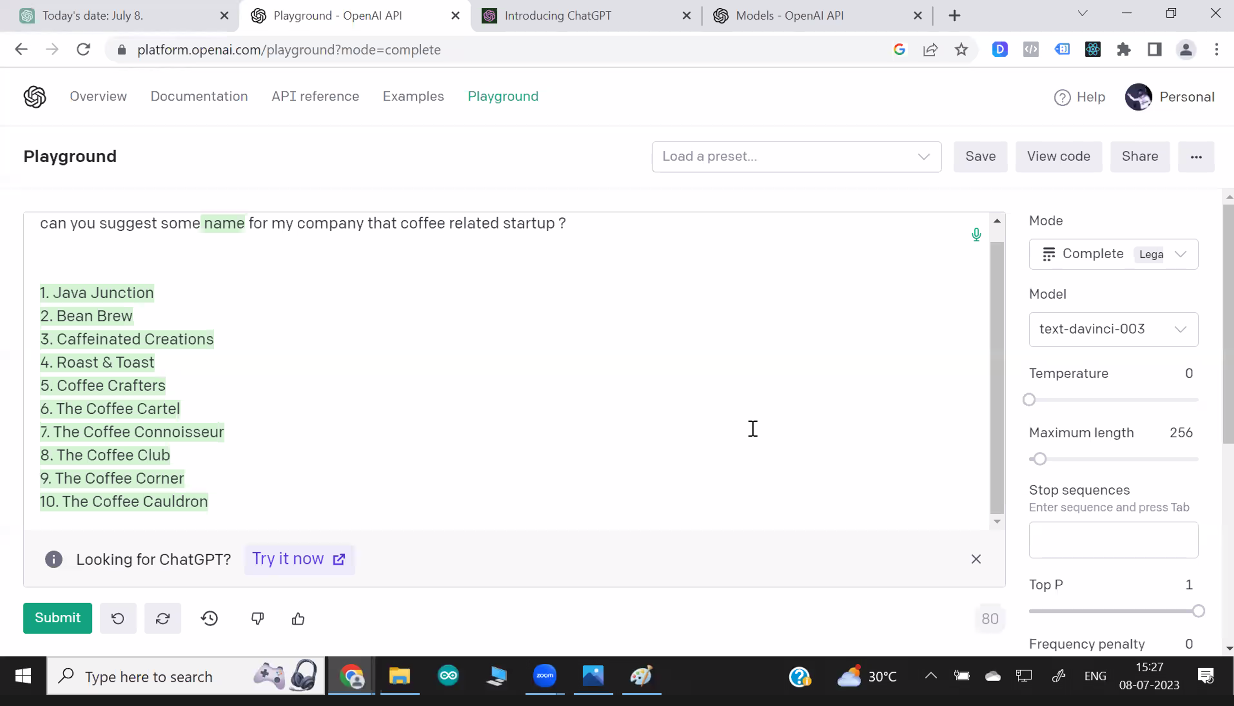 Today's date: July 8.
Playground - OpenAI API
Introducing ChatGPT
Models - OpenAI API
platform.openai.com/playground?mode=complete
Overview
Documentation
API reference
Examples
Playground
Help
Personal
Playground
Load a preset...
Save
View code
Share
can you suggest some name for my company that coffee related startup ?
1. Java Junction
2. Bean Brew
3. Caffeinated Creations
4. Roast & Toast
5. Coffee Crafters
6. The Coffee Cartel
7. The Coffee Connoisseur
8. The Coffee Club
9. The Coffee Corner
10. The Coffee Cauldron
Looking for ChatGPT? Try it now
Submit
80
Mode
Complete Lega
Model
text-davinci-003
Temperature 0
Maximum length 256
Stop sequences
Enter sequence and press Tab
Top P 1
Frequency penalty 0
Type here to search
zoom
30°C
ENG
15:27
08-07-2023